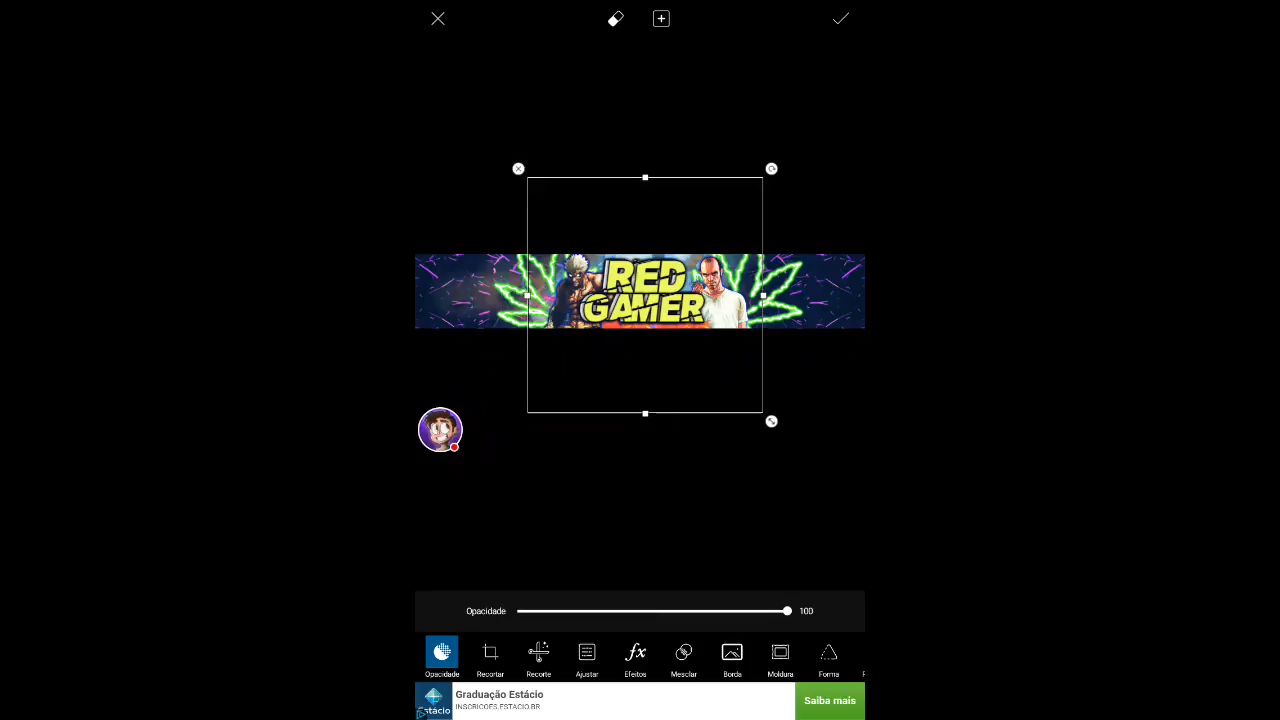 RED
GAMER
Opacidade 100
Opacidade Recortar Recorte Ajustar Efeitos Mesclar Borda Moldura Forma
Graduação Estácio
INSCRICOES.ESTACIO.BR
Estácio
Saiba mais